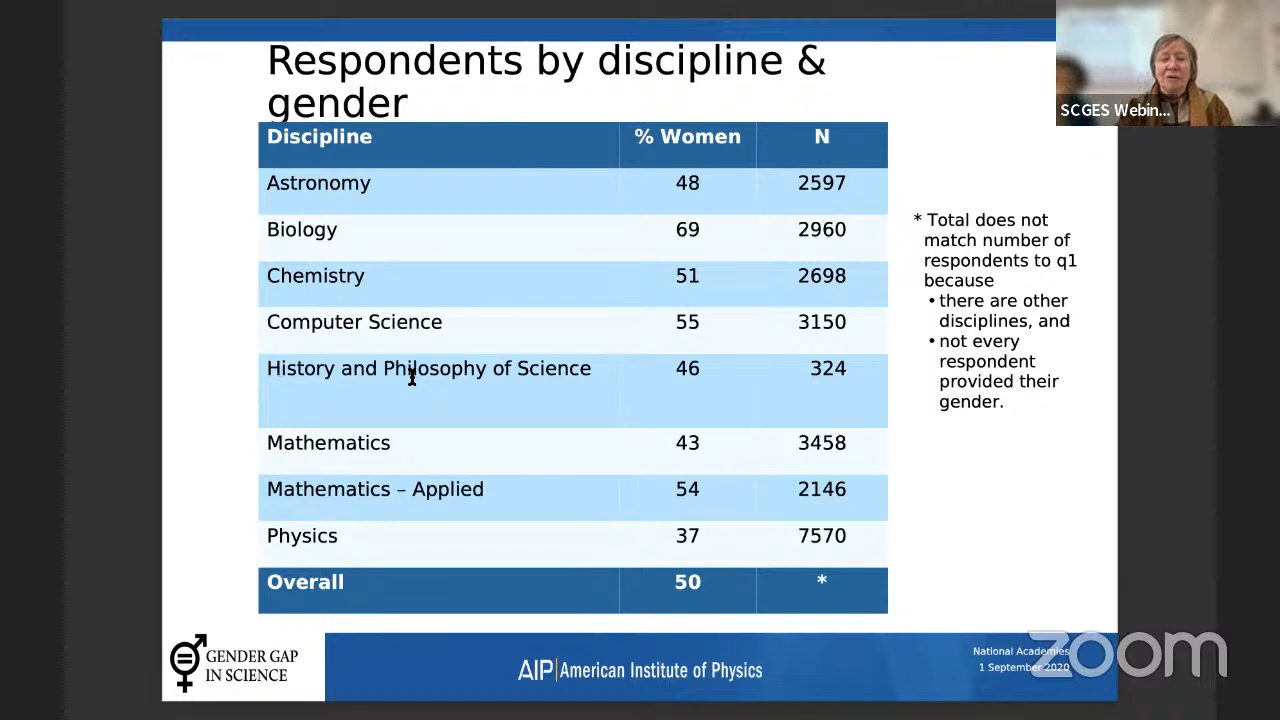 Respondents by discipline &
gender
Discipline % Women N
Astronomy 48 2597
Biology 69 2960
Chemistry 51 2698
Computer Science 55 3150
History and Philosophy of Science 46 324
Mathematics 43 3458
Mathematics – Applied 54 2146
Physics 37 7570
Overall 50 *
* Total does not
match number of
respondents to q1
because
• there are other
disciplines, and
• not every
respondent
provided their
gender.
SCGES Webin...
GENDER GAP
IN SCIENCE
AIP American Institute of Physics
National Academies
1 September 2020
zoom